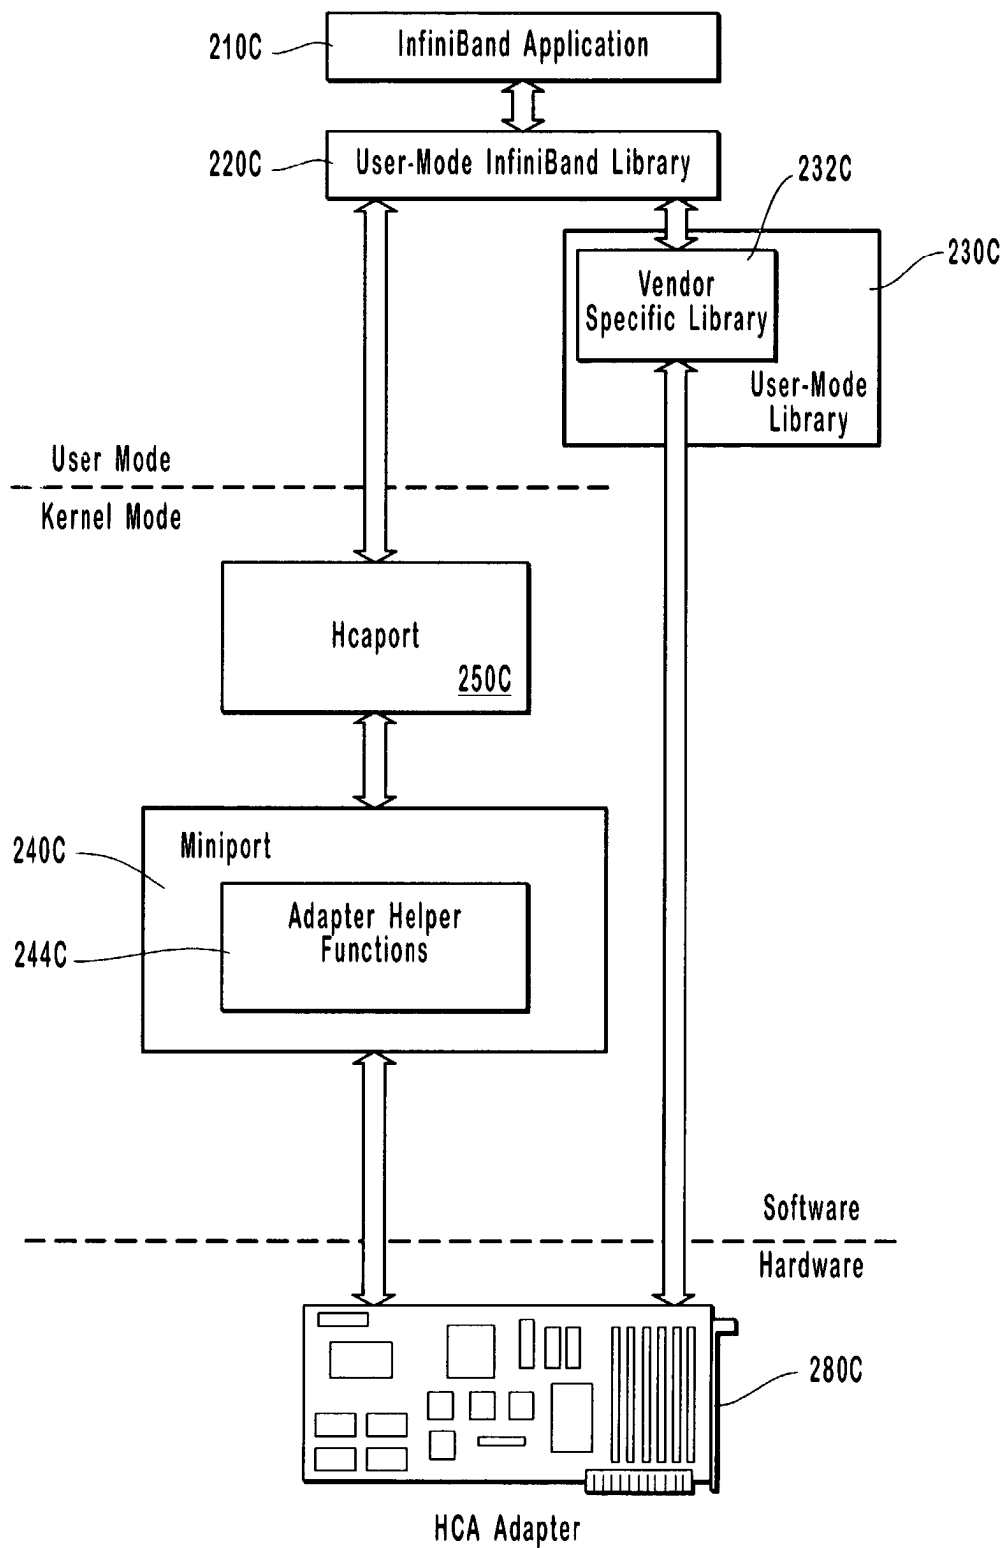 210C
InfiniBand Application
220C
User-Mode InfiniBand Library
232C
230C
Vendor
Specific Library
User-Mode
Library
User Mode
Kernel Mode
Hcaport
250C
240C
Miniport
244C
Adapter Helper
Functions
Software
Hardware
280C
HCA Adapter